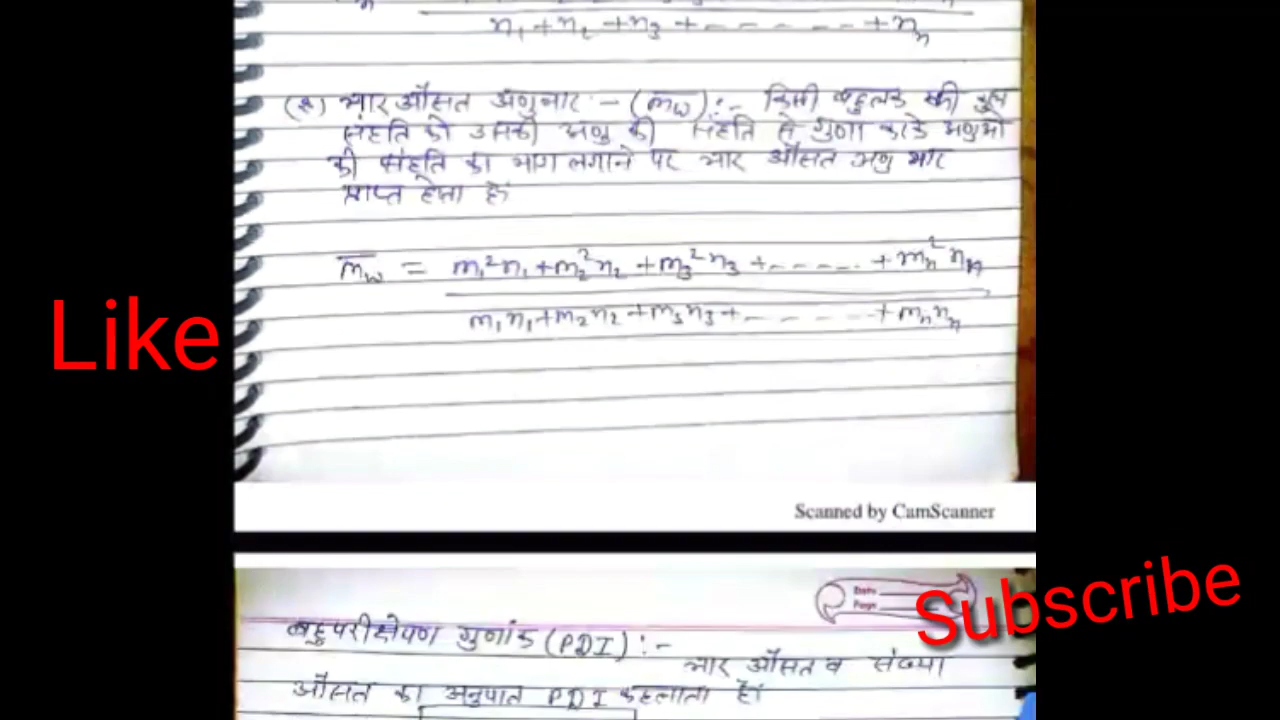 n₁ + n₂ + n₃ + - - - - - - + nₙ
भार औसत अणुभार :- (m̅w) :- किसी बहुलक की कुल
संहति को उसकी अणु की संहति से गुणा करके अणुओ
की संहति का भाग लगाने पर भार औसत अणु भार
प्राप्त होता है।
m̅w = m₁²n₁ + m₂²n₂ + m₃²n₃ + - - - - - + mₙ²nₙ
m₁n₁ + m₂n₂ + m₃n₃ + - - - - - - + mₙnₙ
Like
Scanned by CamScanner
Date
Page
Subscribe
बहुपरीक्षेपण गुणांक (PDI) :-
भार औसत व संख्या
औसत का अनुपात PDI कहलाता है।